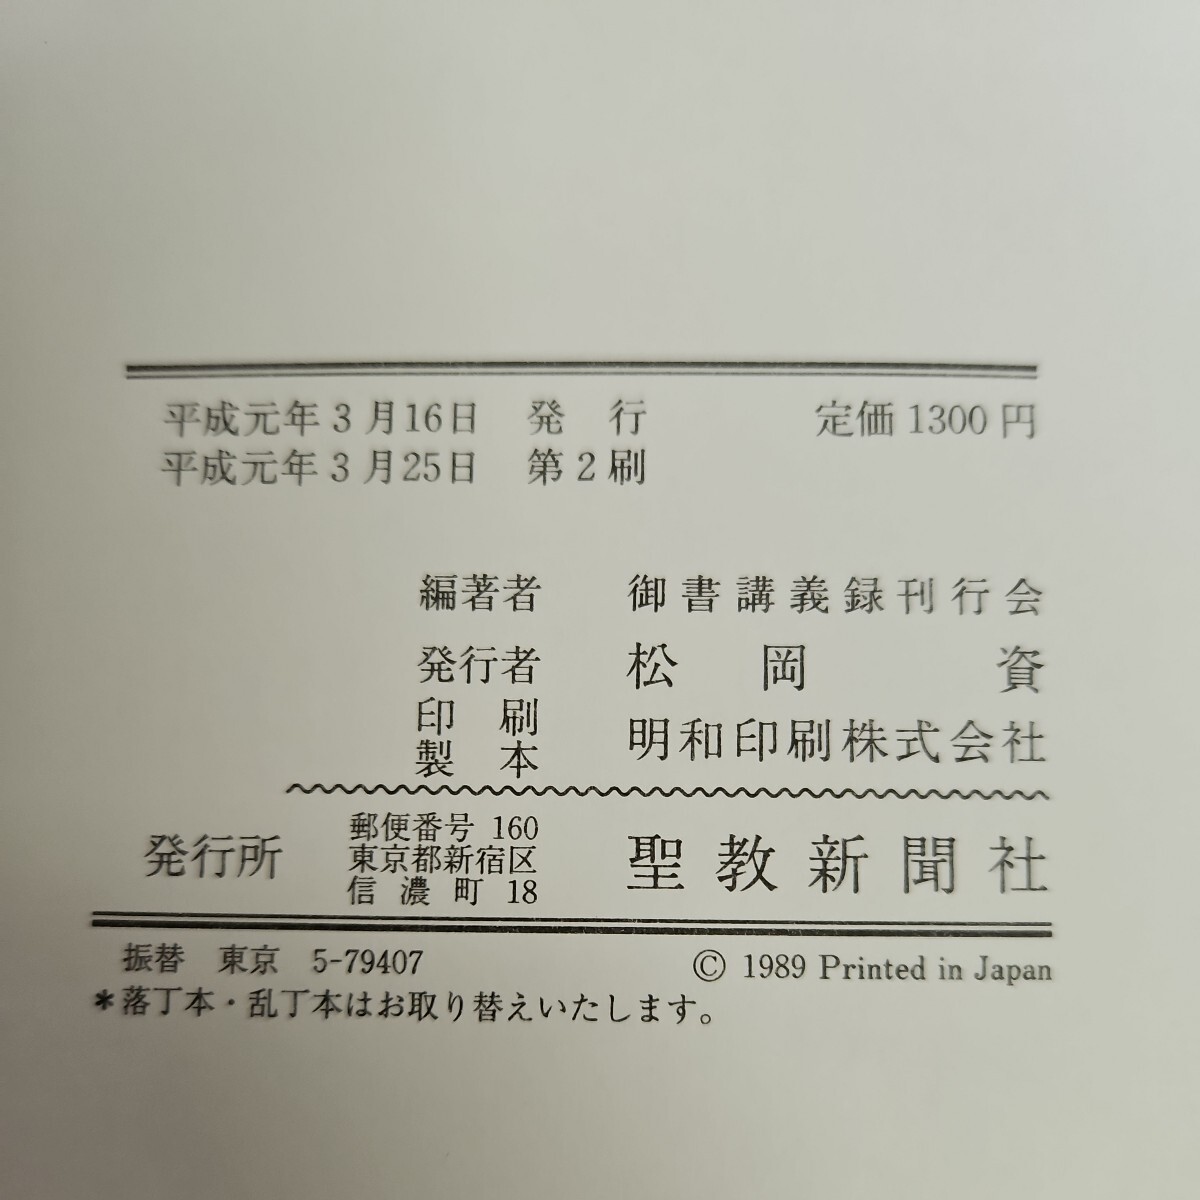 平成元年3月16日 発行 定価1300円
平成元年3月25日 第2刷
編著者 御書講義録刊行会
発行者 松岡資
印刷
製本 明和印刷株式会社
発行所 郵便番号 160
東京都新宿区
信濃町 18
聖教新聞社
振替 東京 5-79407 © 1989 Printed in Japan
*落丁本・乱丁本はお取り替えいたします。